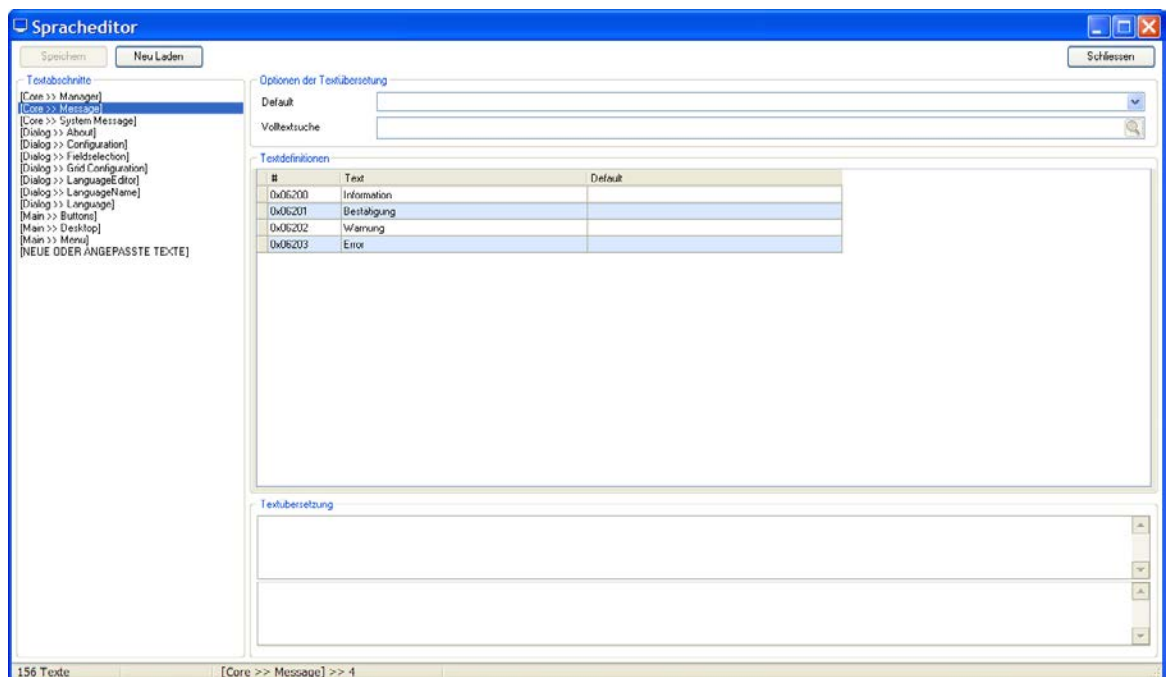 Spracheditor
Speichern Neu Laden Schliessen
Textabschnitte
[Core >> Manager]
[Core >> Message]
[Core >> System Message]
[Dialog >> About]
[Dialog >> Configuration]
[Dialog >> Fieldselection]
[Dialog >> Grid Configuration]
[Dialog >> LanguageEditor]
[Dialog >> LanguageName]
[Dialog >> Language]
[Main >> Buttons]
[Main >> Desktop]
[Main >> Menu]
[NEUE ODER ANGEPASSTE TEXTE]
Optionen der Textübersetung
Default
Volltextsuche
Textdefinitionen
# Text Default
0x06200 Information
0x06201 Bestätigung
0x06202 Warnung
0x06203 Error
Textübersetzung
156 Texte [Core >> Message] >> 4